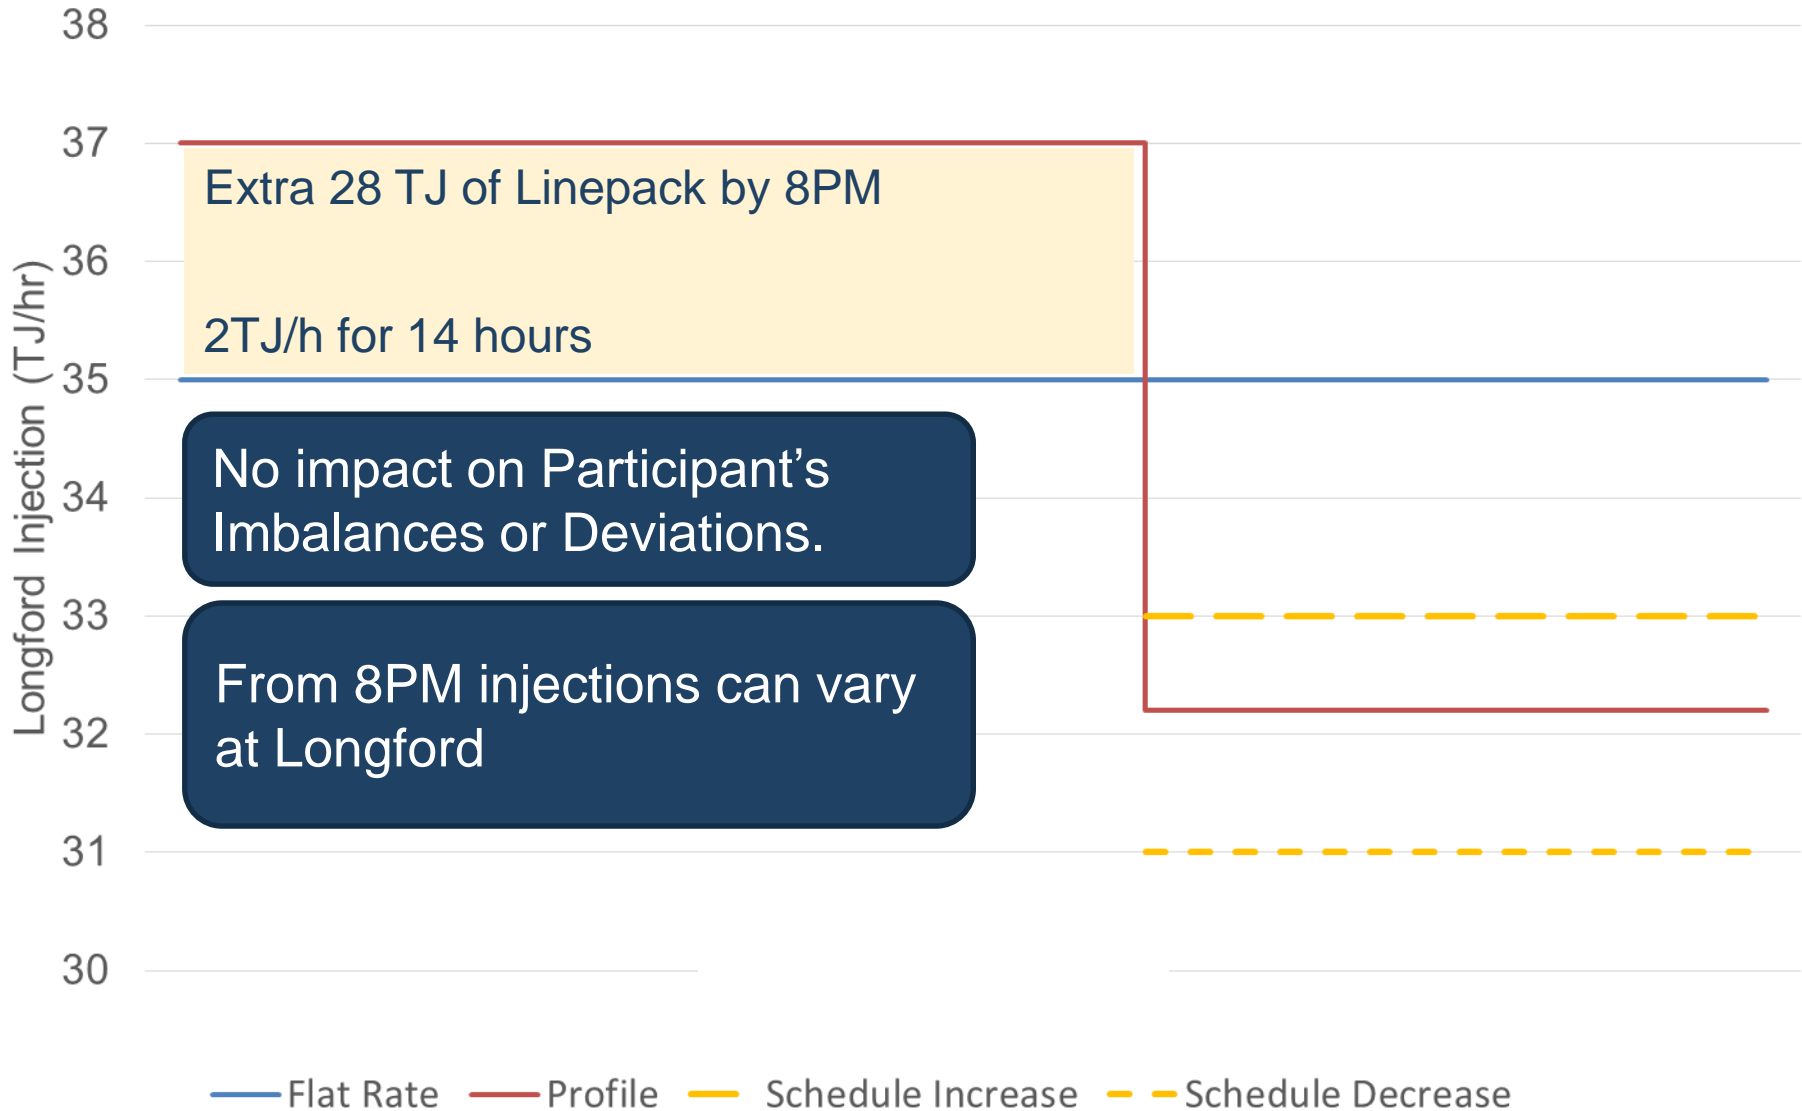 38
37
36
35
34
33
32
31
30
Longford Injection (TJ/hr)
Extra 28 TJ of Linepack by 8PM
2TJ/h for 14 hours
No impact on Participant’s
Imbalances or Deviations.
From 8PM injections can vary
at Longford
Flat Rate Profile Schedule Increase Schedule Decrease